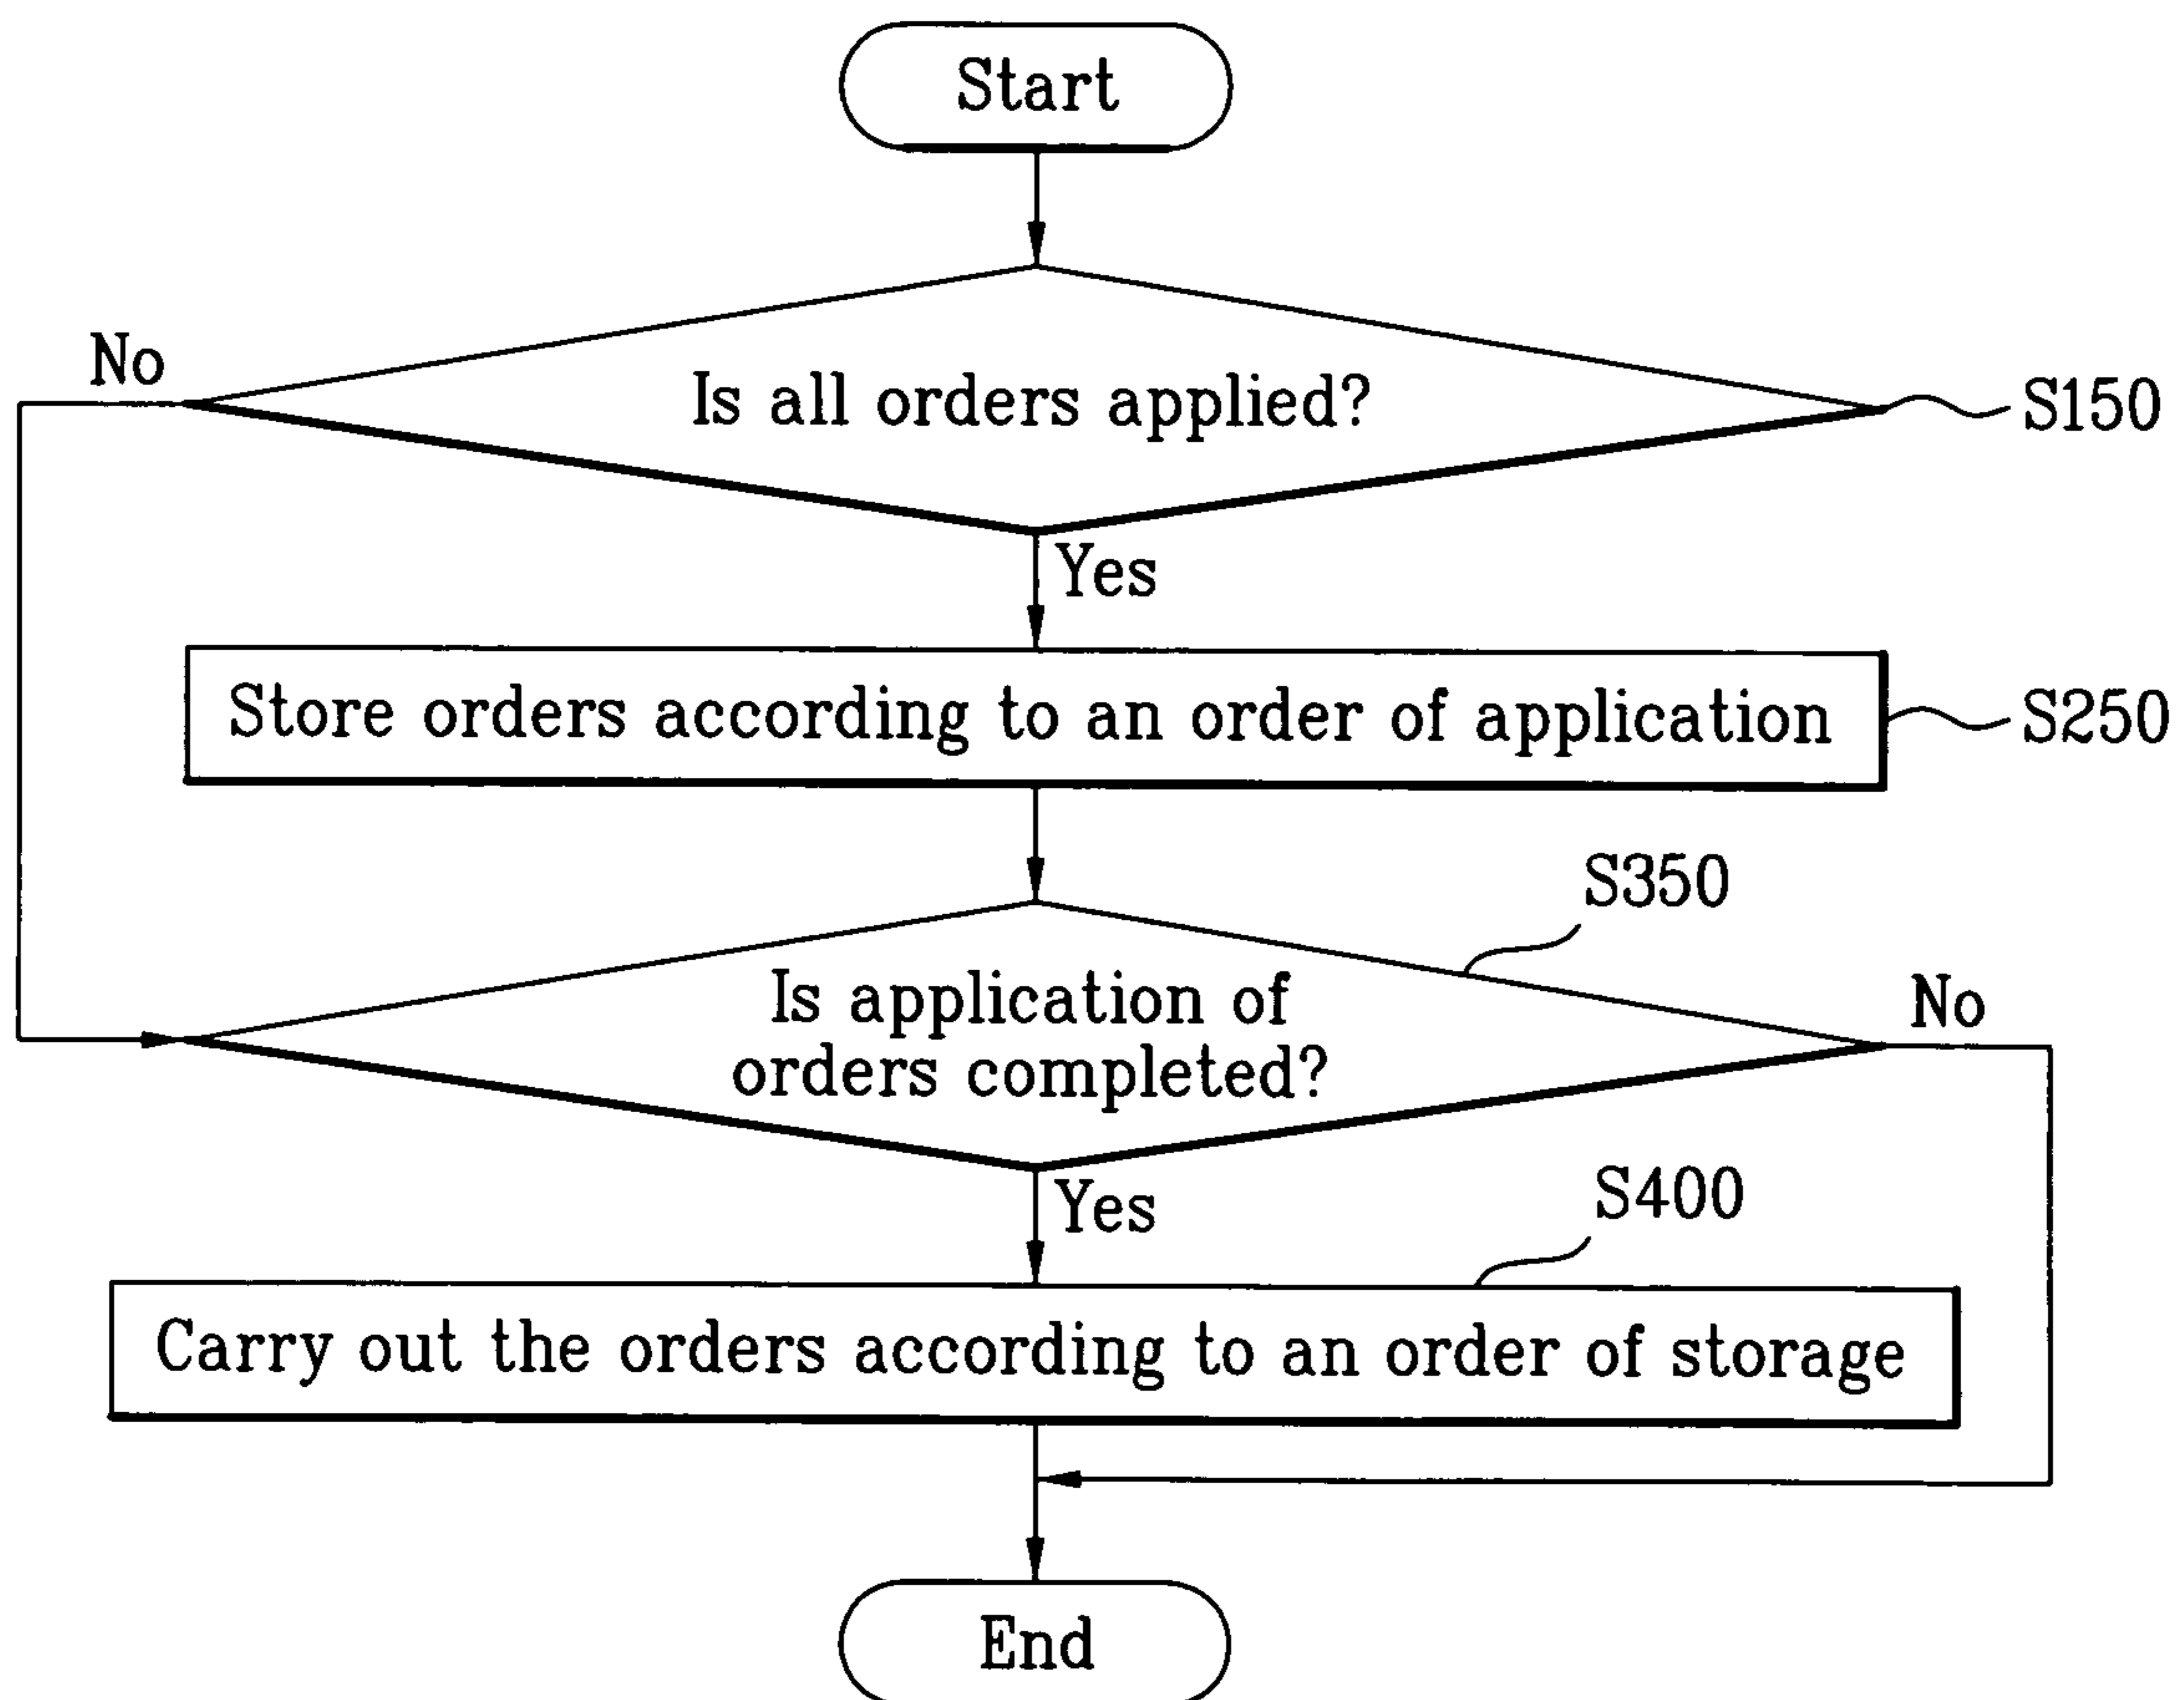 Start
No
Is all orders applied?
S150
Yes
Store orders according to an order of application
S250
S350
Is application of
orders completed?
No
Yes
S400
Carry out the orders according to an order of storage
End